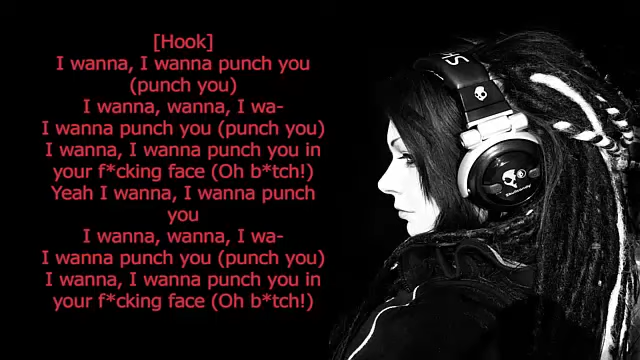 [Hook]
I wanna, I wanna punch you
(punch you)
I wanna, wanna, I wa-
I wanna punch you (punch you)
I wanna, I wanna punch you in
your f*cking face (Oh b*tch!)
Yeah I wanna, I wanna punch
you
I wanna, wanna, I wa-
I wanna punch you (punch you)
I wanna, I wanna punch you in
your f*cking face (Oh b*tch!)